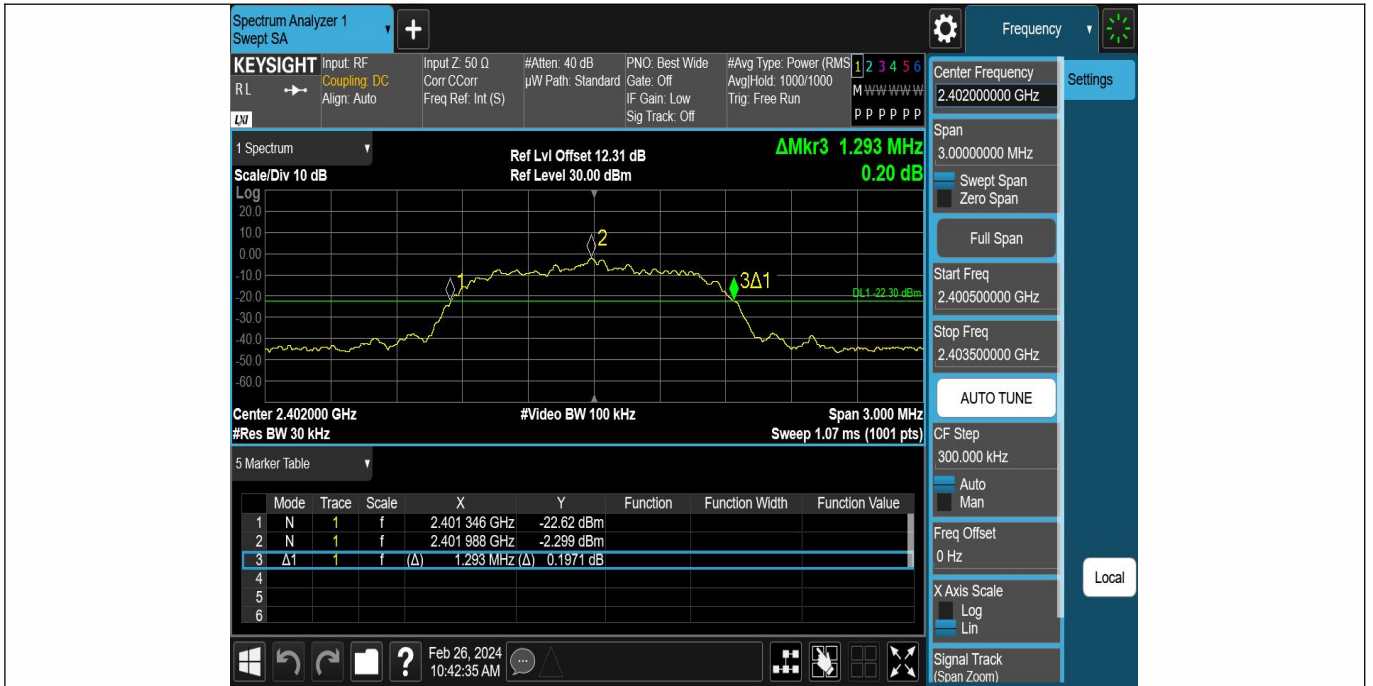 Spectrum Analyzer 1
Swept SA
+
Frequency
KEYSIGHT
RL
LXI
Input: RF
Coupling: DC
Align: Auto
Input Z: 50 Ω
Corr CCorr
Freq Ref: Int (S)
#Atten: 40 dB
µW Path: Standard
PNO: Best Wide
Gate: Off
IF Gain: Low
Sig Track: Off
#Avg Type: Power (RMS
Avg|Hold: 1000/1000
Trig: Free Run
1 2 3 4 5 6
M W W W W W
P P P P P P
1 Spectrum
Scale/Div 10 dB
Ref Lvl Offset 12.31 dB
Ref Level 30.00 dBm
ΔMkr3 1.293 MHz
0.20 dB
Log
20.0
10.0
0.00
-10.0
-20.0
-30.0
-40.0
-50.0
-60.0
1
2
3Δ1
DL1 -22.30 dBm
Center 2.402000 GHz
#Res BW 30 kHz
#Video BW 100 kHz
Span 3.000 MHz
Sweep 1.07 ms (1001 pts)
5 Marker Table
Mode Trace Scale X Y Function Function Width Function Value
1 N 1 f 2.401 346 GHz -22.62 dBm
2 N 1 f 2.401 988 GHz -2.299 dBm
3 Δ1 1 f (Δ) 1.293 MHz (Δ) 0.1971 dB
4
5
6
?
Feb 26, 2024
10:42:35 AM
Center Frequency
2.402000000 GHz
Span
3.00000000 MHz
Swept Span
Zero Span
Full Span
Start Freq
2.400500000 GHz
Stop Freq
2.403500000 GHz
AUTO TUNE
CF Step
300.000 kHz
Auto
Man
Freq Offset
0 Hz
X Axis Scale
Log
Lin
Signal Track
(Span Zoom)
Settings
Local